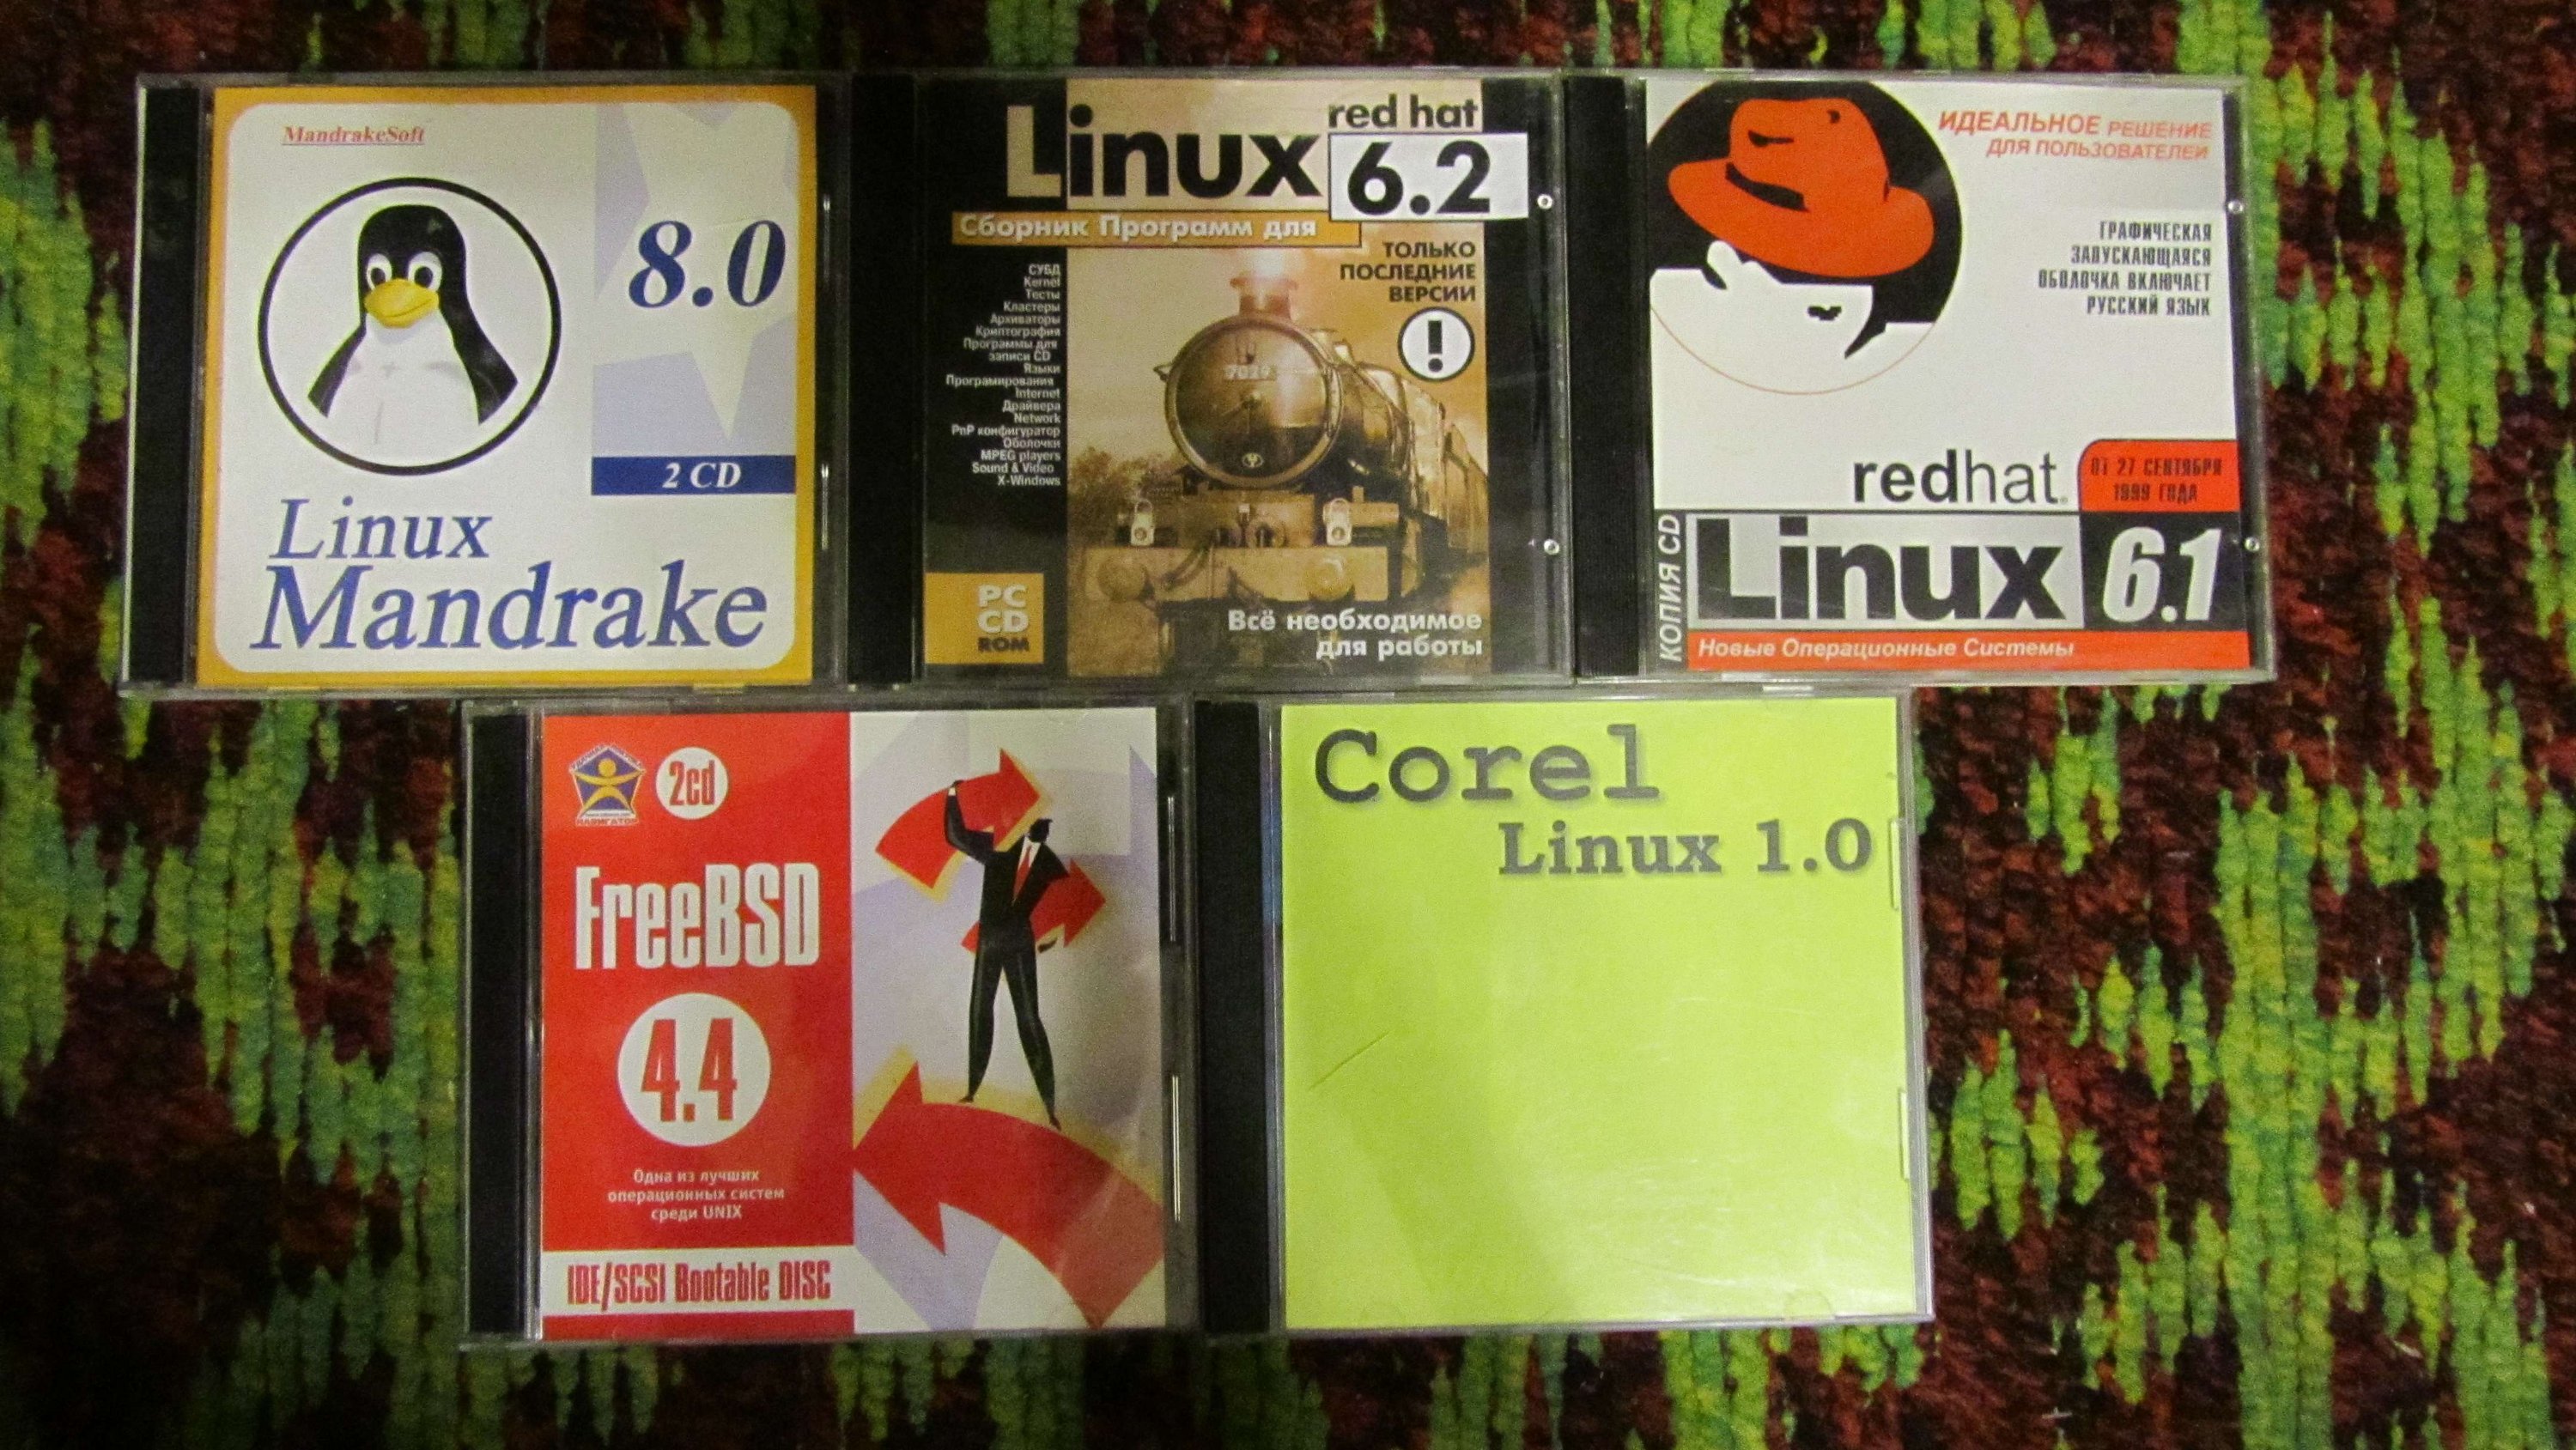 MandrakeSoft
8.0
2 CD
Linux
Mandrake
Linux
red hat
6.2
Сборник Программ для
ТОЛЬКО
ПОСЛЕДНИЕ
ВЕРСИИ
!
СУБД
Kernel
Тесты
Кластеры
Архиваторы
Криптография
Программы для
записи CD
Языки
Програмирования
Internet
Драйвера
Network
PnP конфигуратор
Оболочки
MPEG players
Sound & Video
X-Windows
7029
PC
CD
ROM
Всё необходимое
для работы
ИДЕАЛЬНОЕ РЕШЕНИЕ
ДЛЯ ПОЛЬЗОВАТЕЛЕЙ
ГРАФИЧЕСКАЯ
ЗАПУСКАЮЩАЯСЯ
ОБОЛОЧКА ВКЛЮЧАЕТ
РУССКИЙ ЯЗЫК
redhat
ОТ 27 СЕНТЯБРЯ
1999 ГОДА
КОПИЯ CD
Linux 6.1
Новые Операционные Системы
НАВИГАТОР
2cd
FreeBSD
4.4
Одна из лучших
операционных систем
среди UNIX
IDE/SCSI Bootable DISC
Corel
Linux 1.0